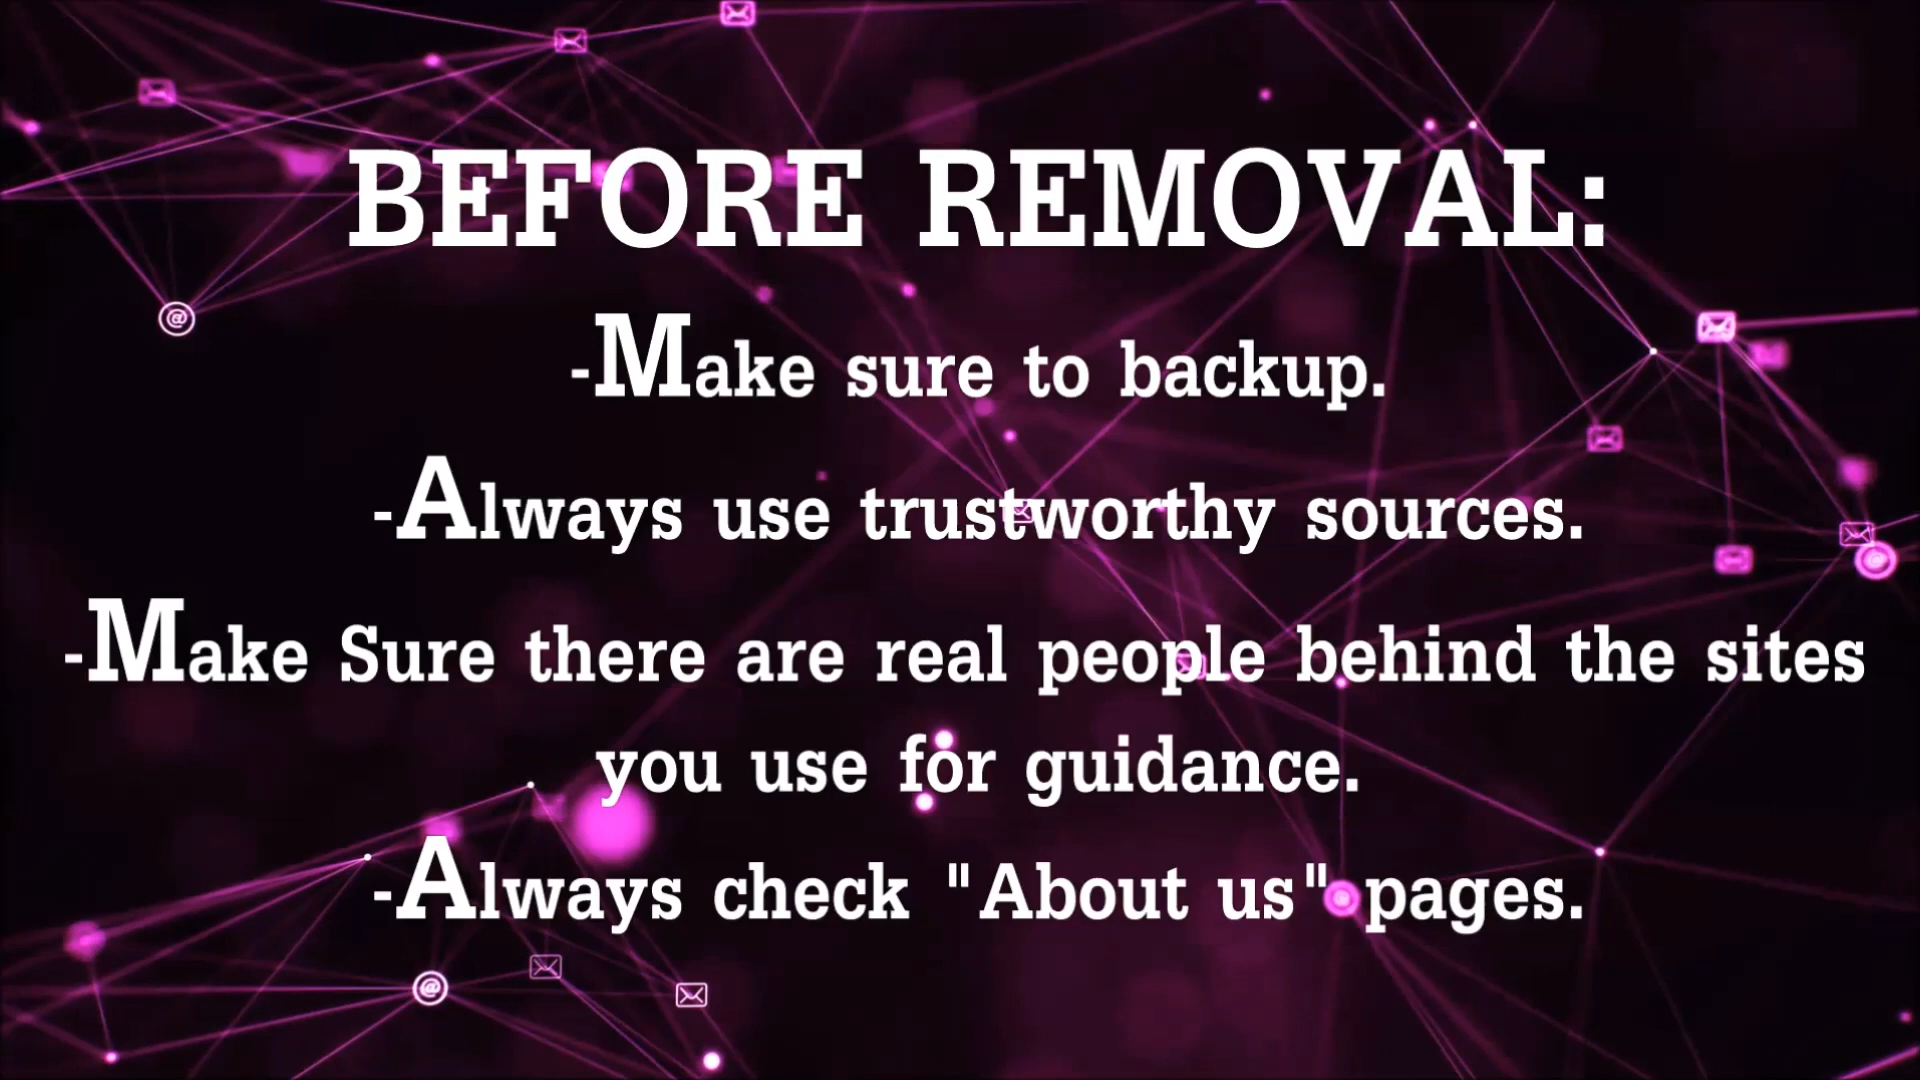 BEFORE REMOVAL:
-Make sure to backup.
-Always use trustworthy sources.
-Make Sure there are real people behind the sites
you use for guidance.
-Always check "About us" pages.